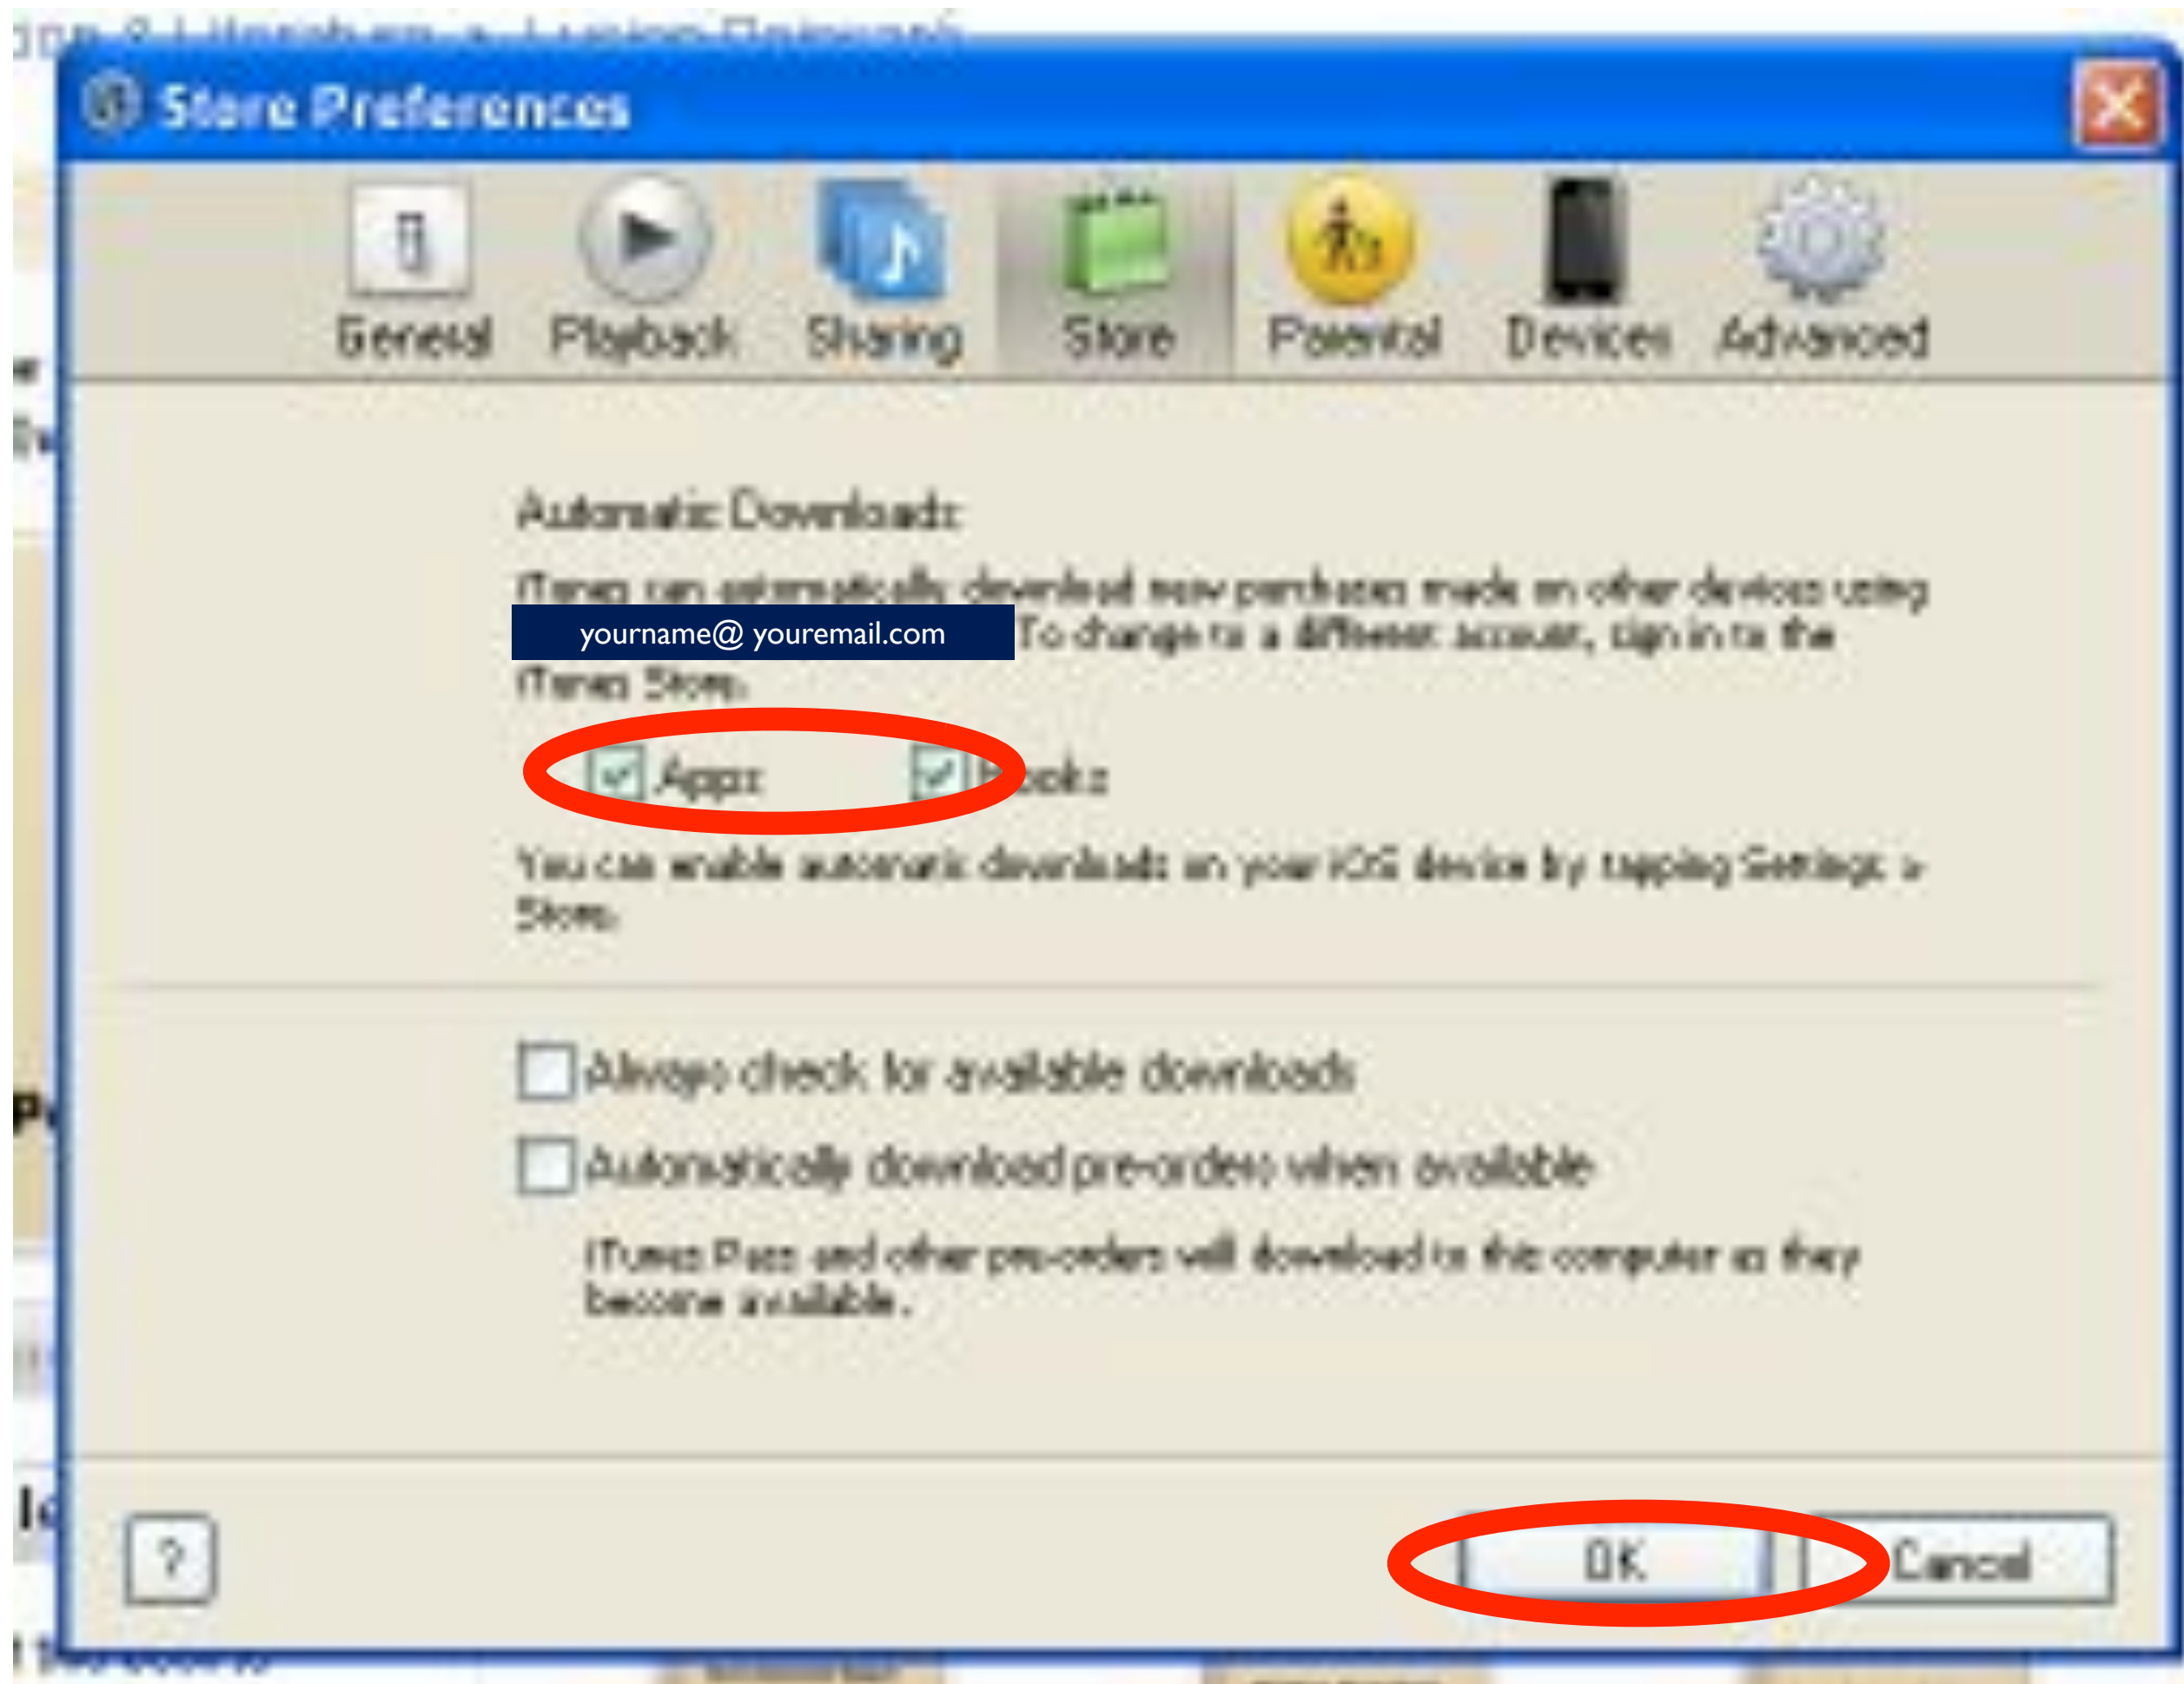 Store Preferences
General Playback Sharing Store Parental Devices Advanced
Automatic Downloads
iTunes can automatically download new purchases made on other devices using
yourname@ youremail.com To change to a different account, sign in to the
iTunes Store.
Apps Books
You can enable automatic downloads on your iOS device by tapping Settings >
Store.
Always check for available downloads
Automatically download pre-orders when available
iTunes Pass and other pre-orders will download to this computer as they
become available.
? OK Cancel